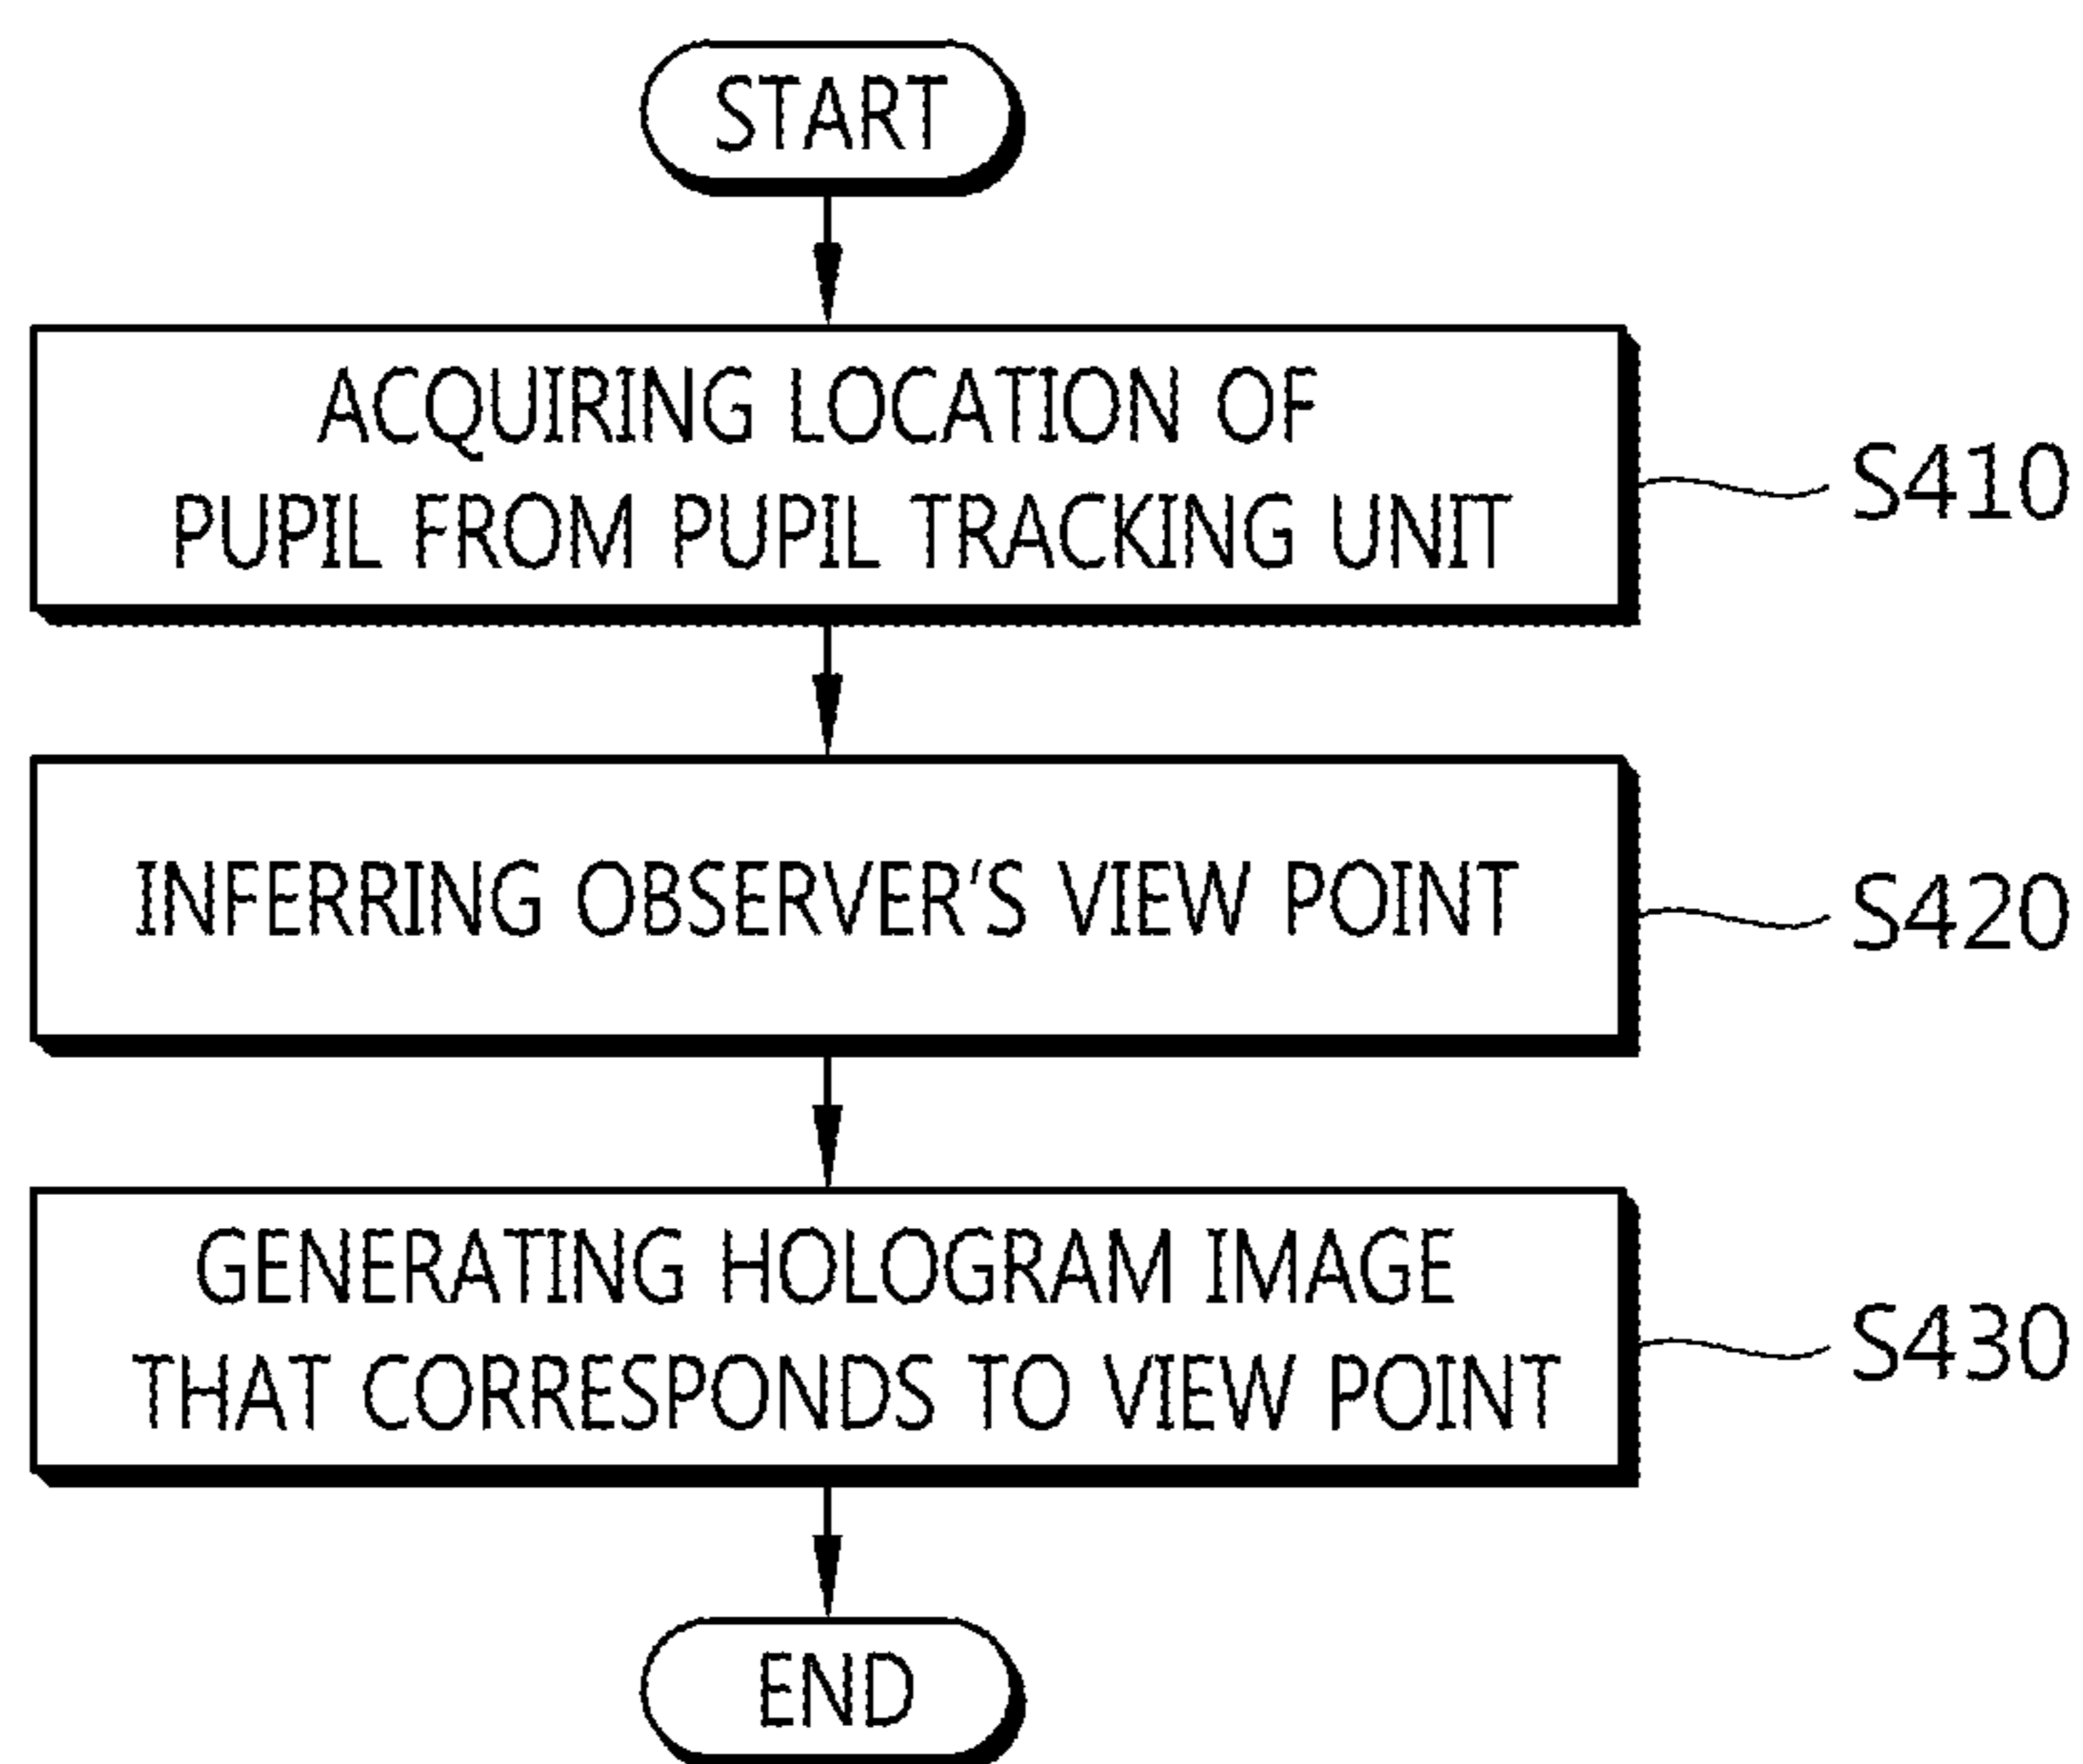 START
ACQUIRING LOCATION OF
PUPIL FROM PUPIL TRACKING UNIT
S410
INFERRING OBSERVER'S VIEW POINT
S420
GENERATING HOLOGRAM IMAGE
THAT CORRESPONDS TO VIEW POINT
S430
END